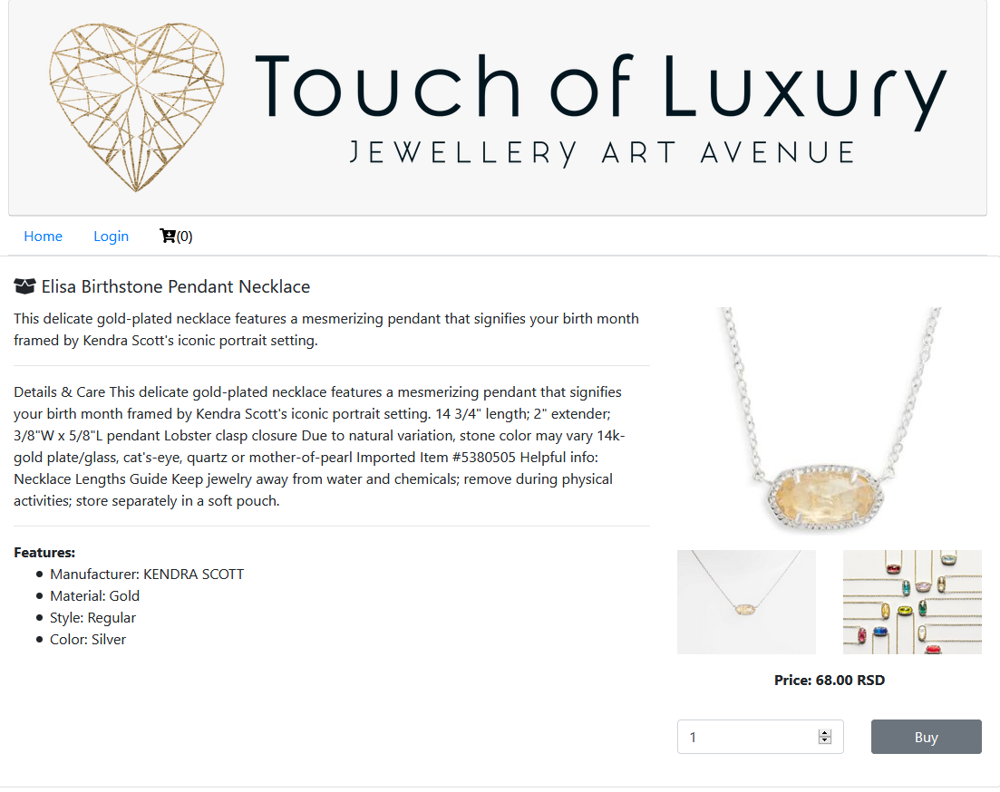 Touch of Luxury
JEWELLERY ART AVENUE
Home Login (0)
Elisa Birthstone Pendant Necklace
This delicate gold-plated necklace features a mesmerizing pendant that signifies your birth month
framed by Kendra Scott's iconic portrait setting.
Details & Care This delicate gold-plated necklace features a mesmerizing pendant that signifies
your birth month framed by Kendra Scott's iconic portrait setting. 14 3/4" length; 2" extender;
3/8"W x 5/8"L pendant Lobster clasp closure Due to natural variation, stone color may vary 14k-
gold plate/glass, cat's-eye, quartz or mother-of-pearl Imported Item #5380505 Helpful info:
Necklace Lengths Guide Keep jewelry away from water and chemicals; remove during physical
activities; store separately in a soft pouch.
Features:
Manufacturer: KENDRA SCOTT
Material: Gold
Style: Regular
Color: Silver
Price: 68.00 RSD
1
Buy